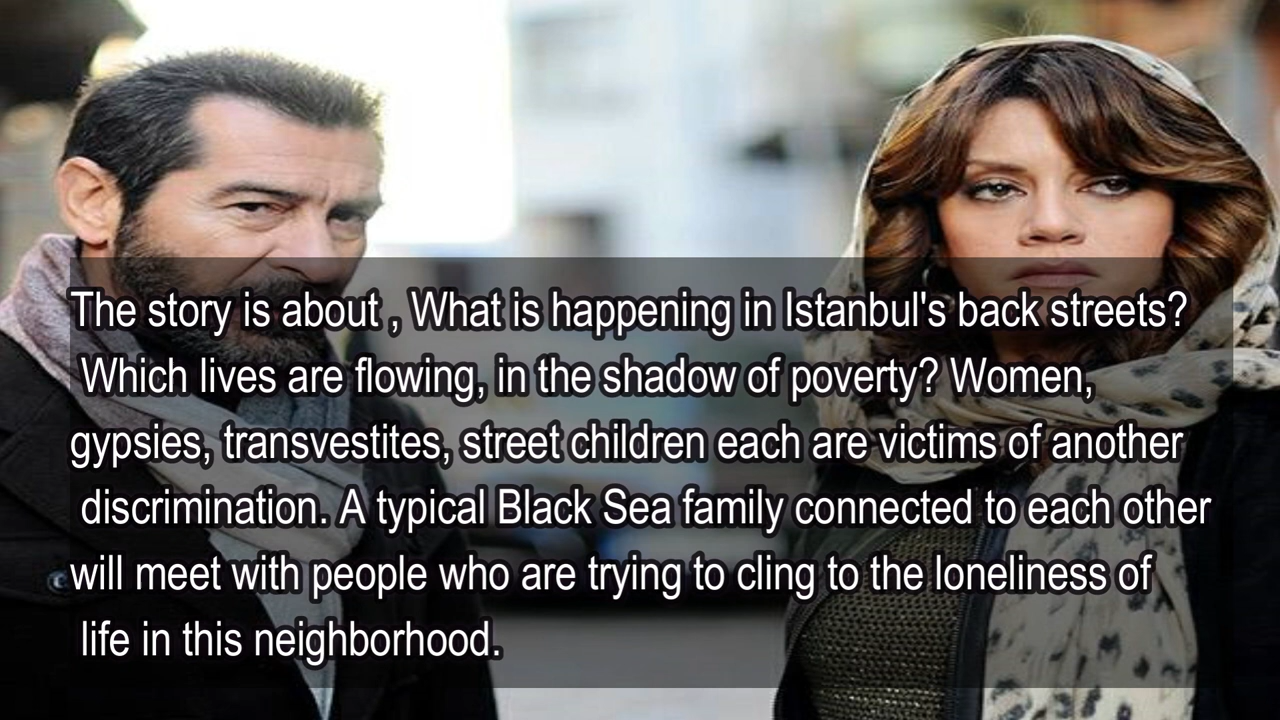 The story is about , What is happening in Istanbul's back streets?
Which lives are flowing, in the shadow of poverty? Women,
gypsies, transvestites, street children each are victims of another
discrimination. A typical Black Sea family connected to each other
will meet with people who are trying to cling to the loneliness of
life in this neighborhood.